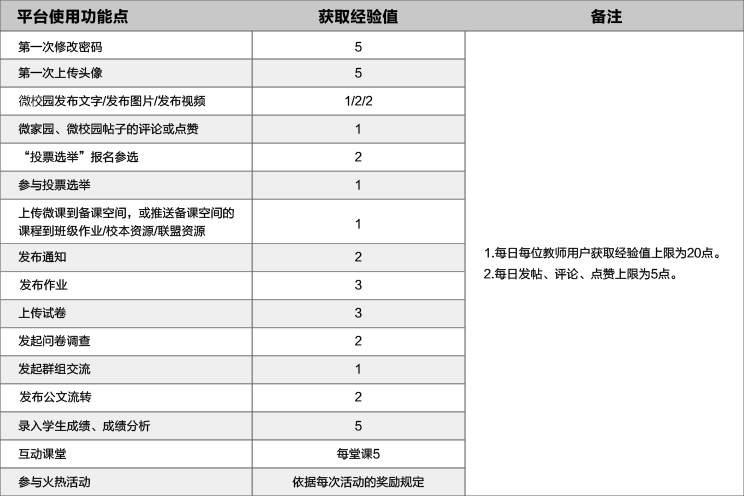 平台使用功能点 获取经验值 备注
第一次修改密码 5
第一次上传头像 5
微校园发布文字/发布图片/发布视频 1/2/2
微家园、微校园帖子的评论或点赞 1
“投票选举”报名参选 2
参与投票选举 1
上传微课到备课空间，或推送备课空间的
课程到班级作业/校本资源/联盟资源 1
发布通知 2
发布作业 3
上传试卷 3
发起问卷调查 2
发起群组交流 1
发布公文流转 2
录入学生成绩、成绩分析 5
互动课堂 每堂课5
参与火热活动 依据每次活动的奖励规定
1.每日每位教师用户获取经验值上限为20点。
2.每日发帖、评论、点赞上限为5点。